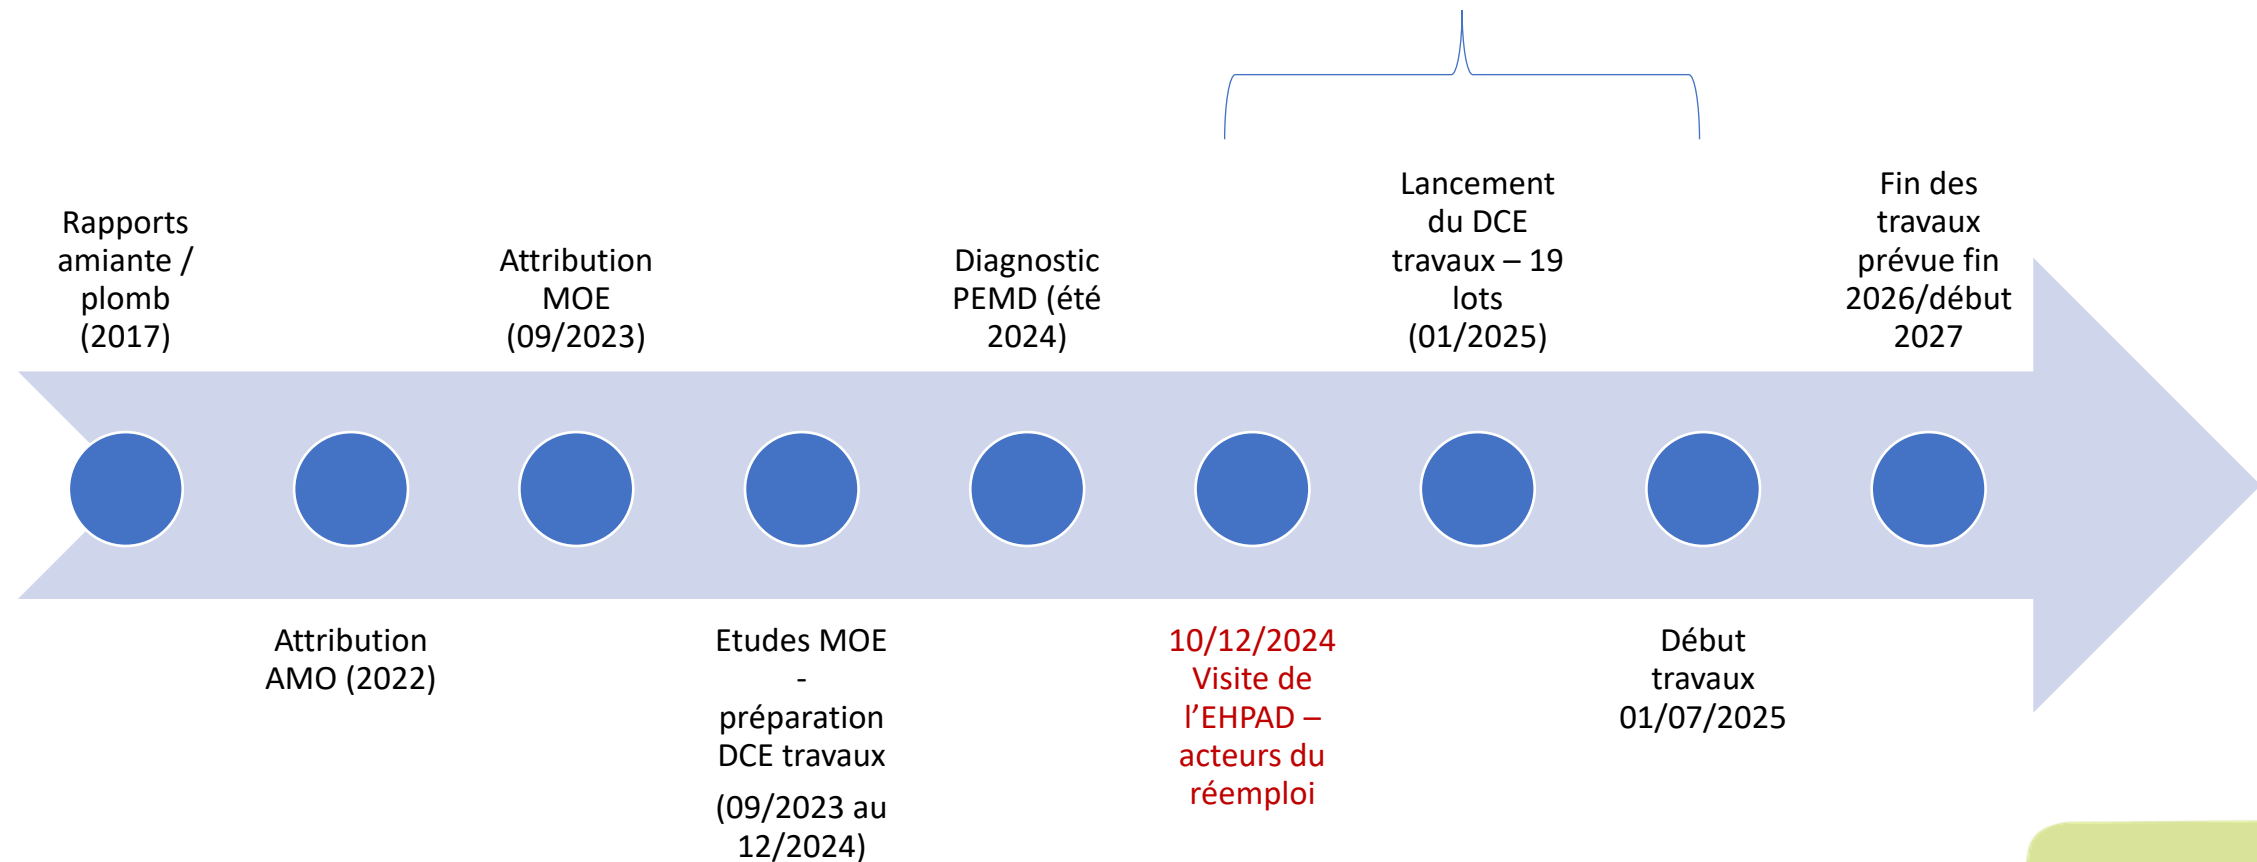 Rapports
amiante /
plomb
(2017)
Attribution
AMO (2022)
Attribution
MOE
(09/2023)
Etudes MOE
-
préparation
DCE travaux
(09/2023 au
12/2024)
Diagnostic
PEMD (été
2024)
10/12/2024
Visite de
l’EHPAD –
acteurs du
réemploi
Lancement
du DCE
travaux – 19
lots
(01/2025)
Début
travaux
01/07/2025
Fin des
travaux
prévue fin
2026/début
2027